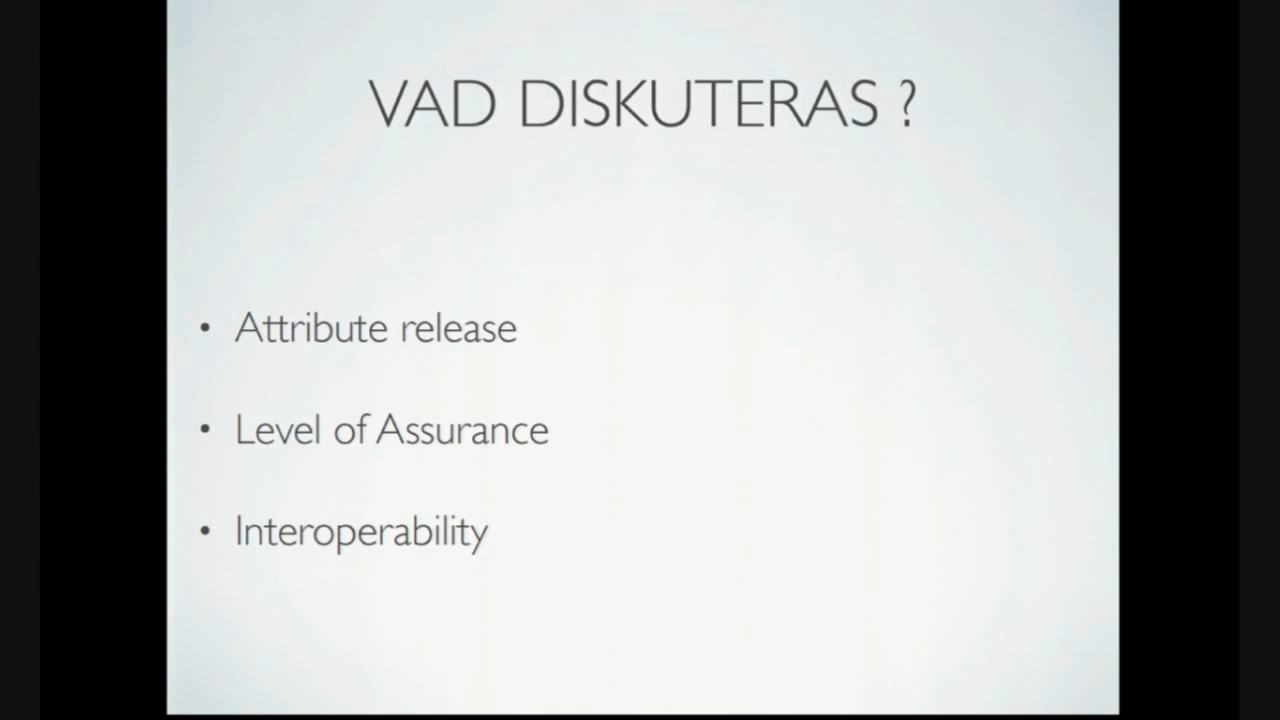 VAD DISKUTERAS ?
• Attribute release
• Level of Assurance
• Interoperability